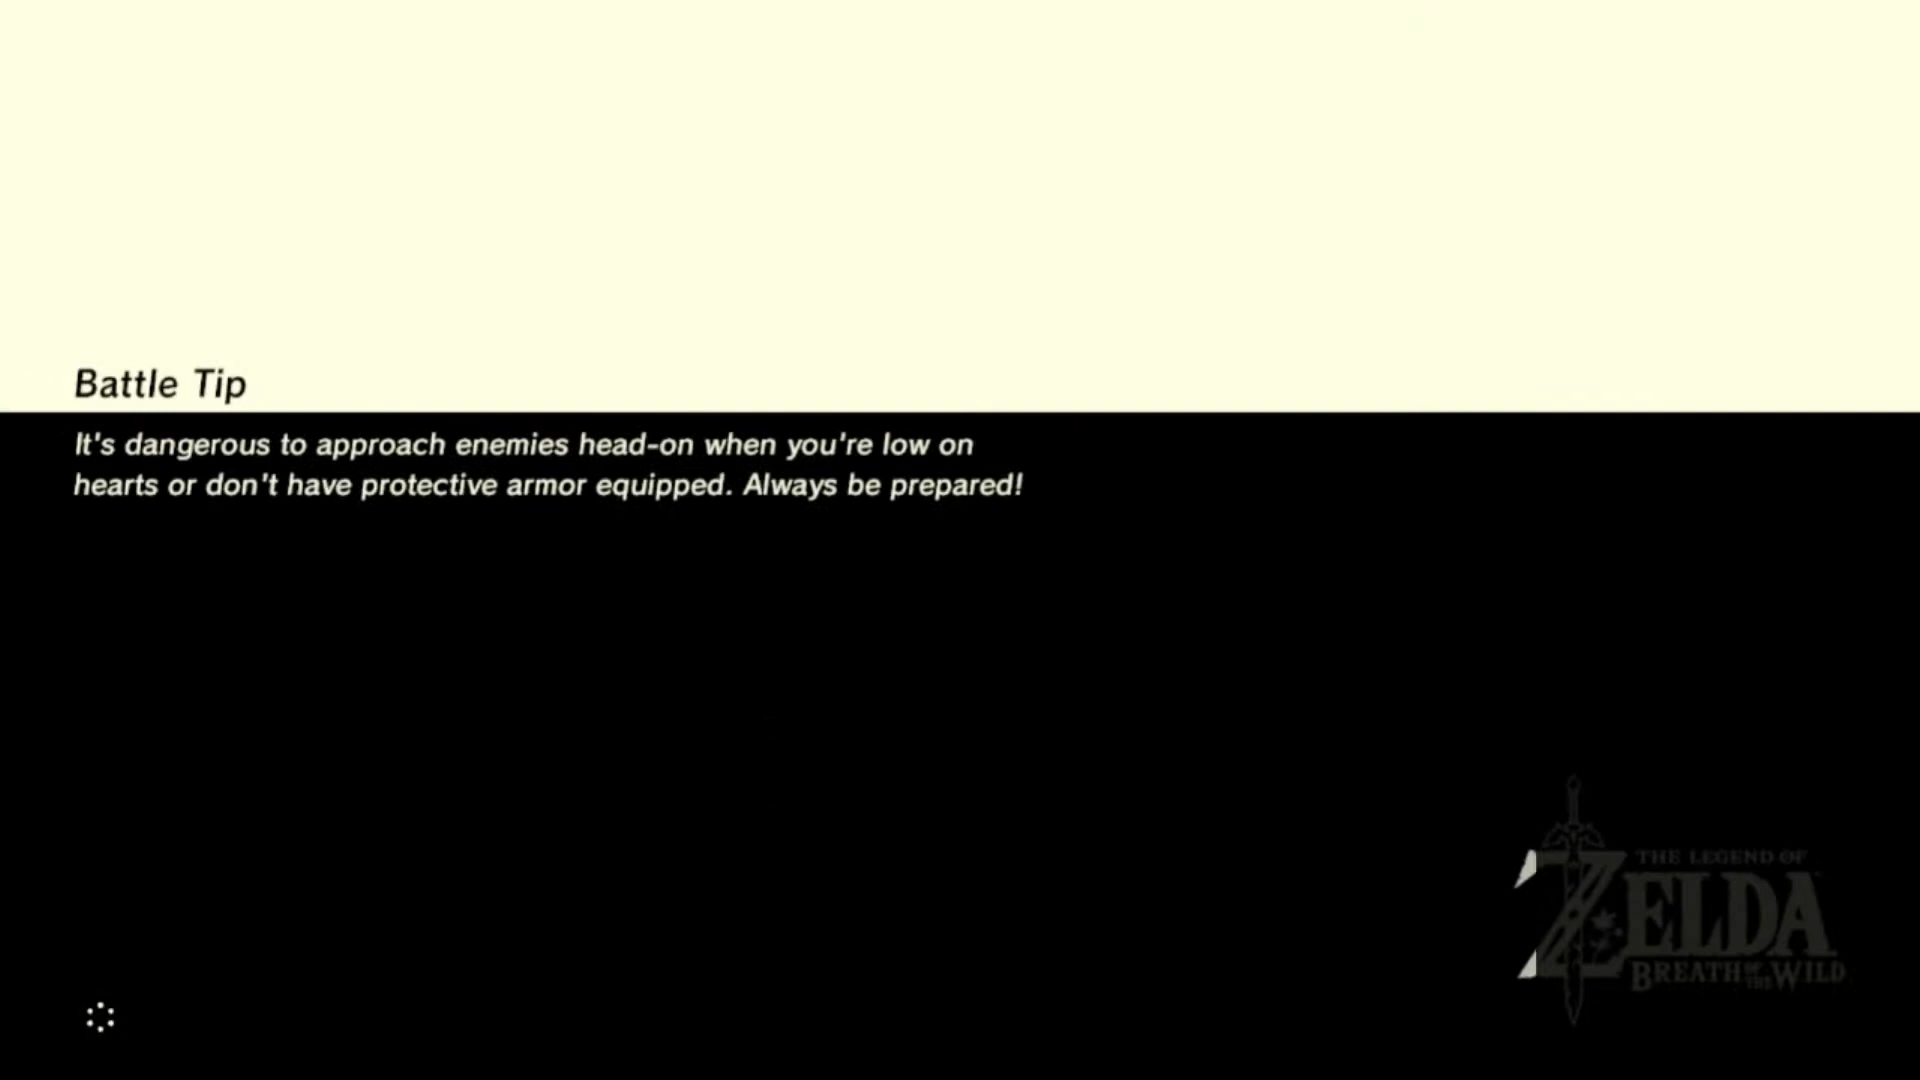 Battle Tip
It's dangerous to approach enemies head-on when you're low on
hearts or don't have protective armor equipped. Always be prepared!
THE LEGEND OF
ZELDA
BREATH OF THE WILD